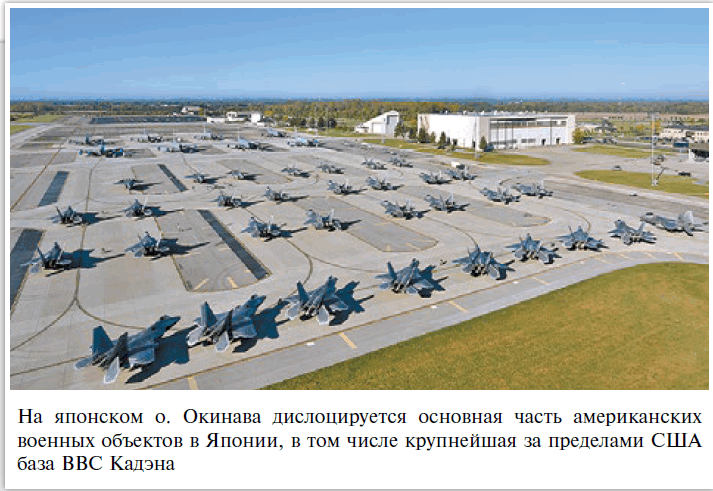 На японском о. Окинава дислоцируется основная часть американских
военных объектов в Японии, в том числе крупнейшая за пределами США
база ВВС Кадэна